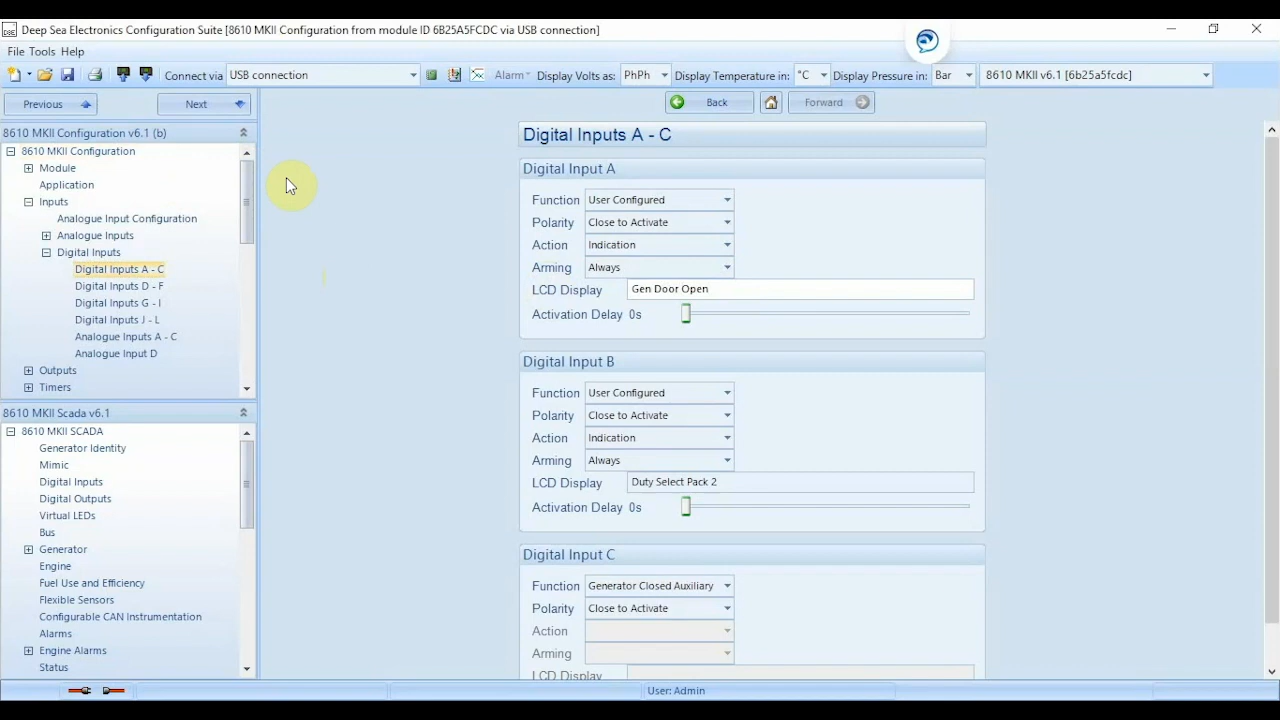 Deep Sea Electronics Configuration Suite [8610 MKII Configuration from module ID 6B25A5FCDC via USB connection]
File Tools Help
Connect via USB connection Alarm Display Volts as: PhPh Display Temperature in: °C Display Pressure in: Bar 8610 MKII v6.1 [6b25a5fcdc]
Previous Next
Back Forward
8610 MKII Configuration v6.1 (b)
8610 MKII Configuration
Module
Application
Inputs
Analogue Input Configuration
Analogue Inputs
Digital Inputs
Digital Inputs A - C
Digital Inputs D - F
Digital Inputs G - I
Digital Inputs J - L
Analogue Inputs A - C
Analogue Input D
Outputs
Timers
8610 MKII Scada v6.1
8610 MKII SCADA
Generator Identity
Mimic
Digital Inputs
Digital Outputs
Virtual LEDs
Bus
Generator
Engine
Fuel Use and Efficiency
Flexible Sensors
Configurable CAN Instrumentation
Alarms
Engine Alarms
Status
Digital Inputs A - C
Digital Input A
Function User Configured
Polarity Close to Activate
Action Indication
Arming Always
LCD Display Gen Door Open
Activation Delay 0s
Digital Input B
Function User Configured
Polarity Close to Activate
Action Indication
Arming Always
LCD Display Duty Select Pack 2
Activation Delay 0s
Digital Input C
Function Generator Closed Auxiliary
Polarity Close to Activate
Action
Arming
LCD Display
User: Admin